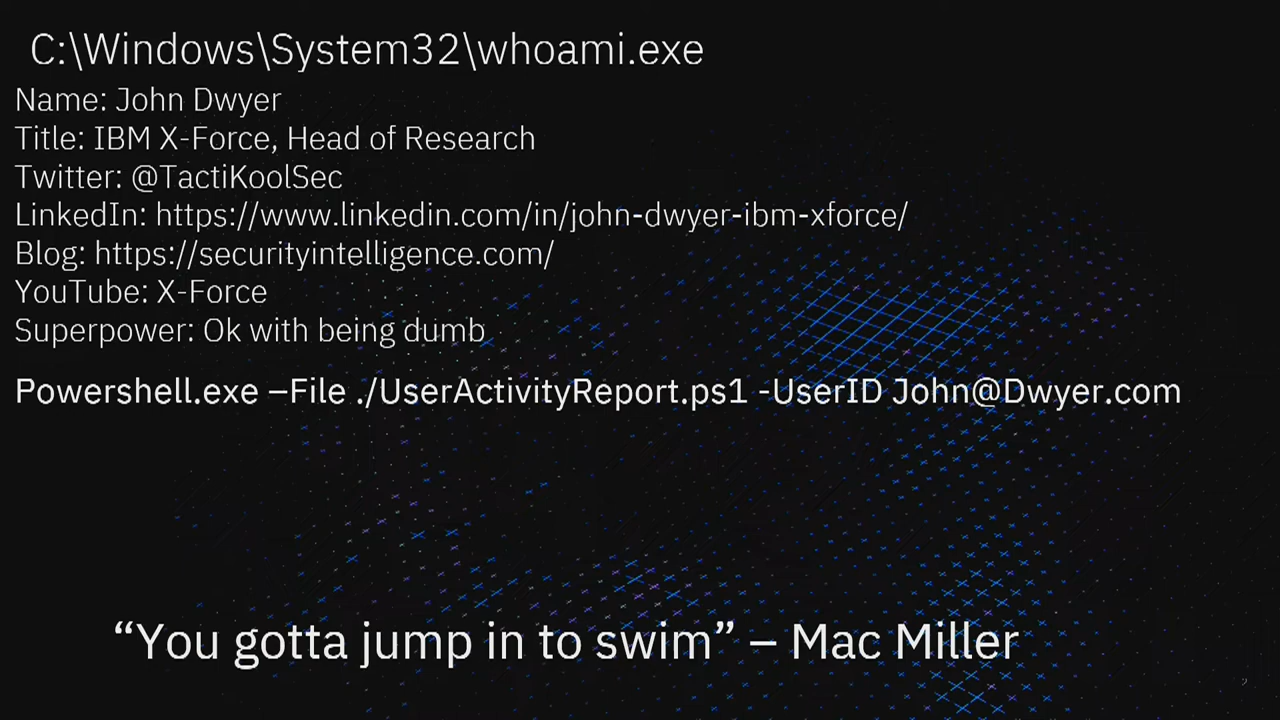 C:\Windows\System32\whoami.exe
Name: John Dwyer
Title: IBM X-Force, Head of Research
Twitter: @TactiKoolSec
LinkedIn: https://www.linkedin.com/in/john-dwyer-ibm-xforce/
Blog: https://securityintelligence.com/
YouTube: X-Force
Superpower: Ok with being dumb
Powershell.exe –File ./UserActivityReport.ps1 -UserID John@Dwyer.com
“You gotta jump in to swim” – Mac Miller